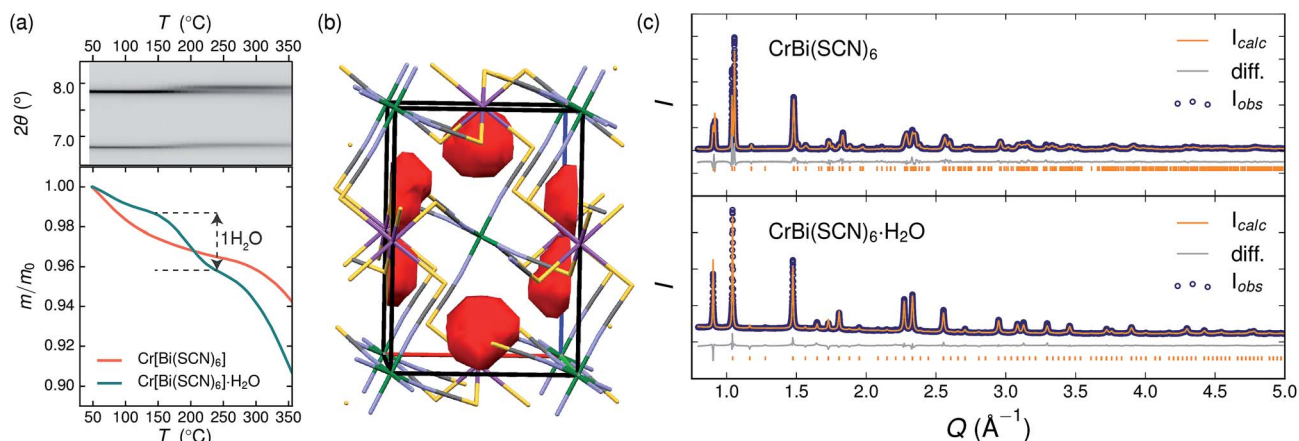 (a)
T (°C)
50 100 150 200 250 300 350
2θ (°)
8.0
7.0
m/m0
1.00
0.98
0.96
0.94
0.92
0.90
1H2O
Cr[Bi(SCN)6]
Cr[Bi(SCN)6]·H2O
50 100 150 200 250 300 350
T (°C)
(b)
(c)
I
CrBi(SCN)6
Icalc
diff.
Iobs
I
CrBi(SCN)6·H2O
Icalc
diff.
Iobs
1.0 1.5 2.0 2.5 3.0 3.5 4.0 4.5 5.0
Q (Å⁻¹)